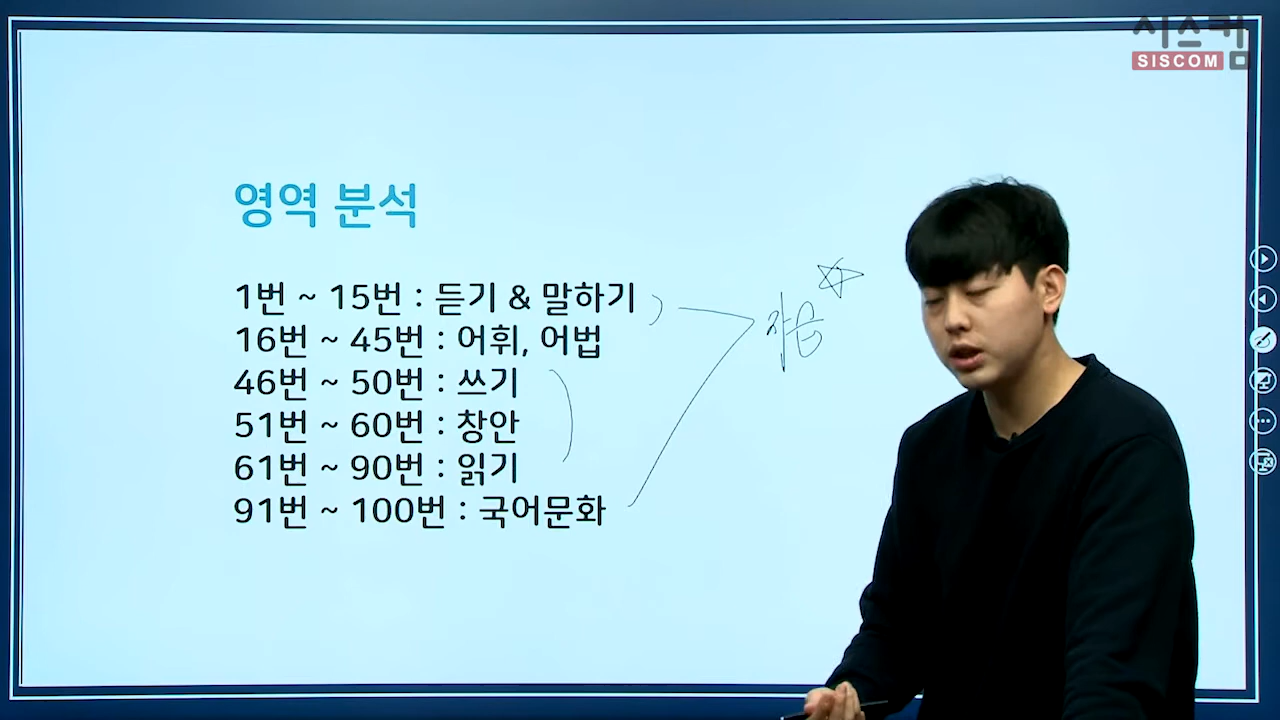 시스컴
SISCOM
영역 분석
1번 ~ 15번 : 듣기 & 말하기
16번 ~ 45번 : 어휘, 어법
46번 ~ 50번 : 쓰기
51번 ~ 60번 : 창안
61번 ~ 90번 : 읽기
91번 ~ 100번 : 국어문화